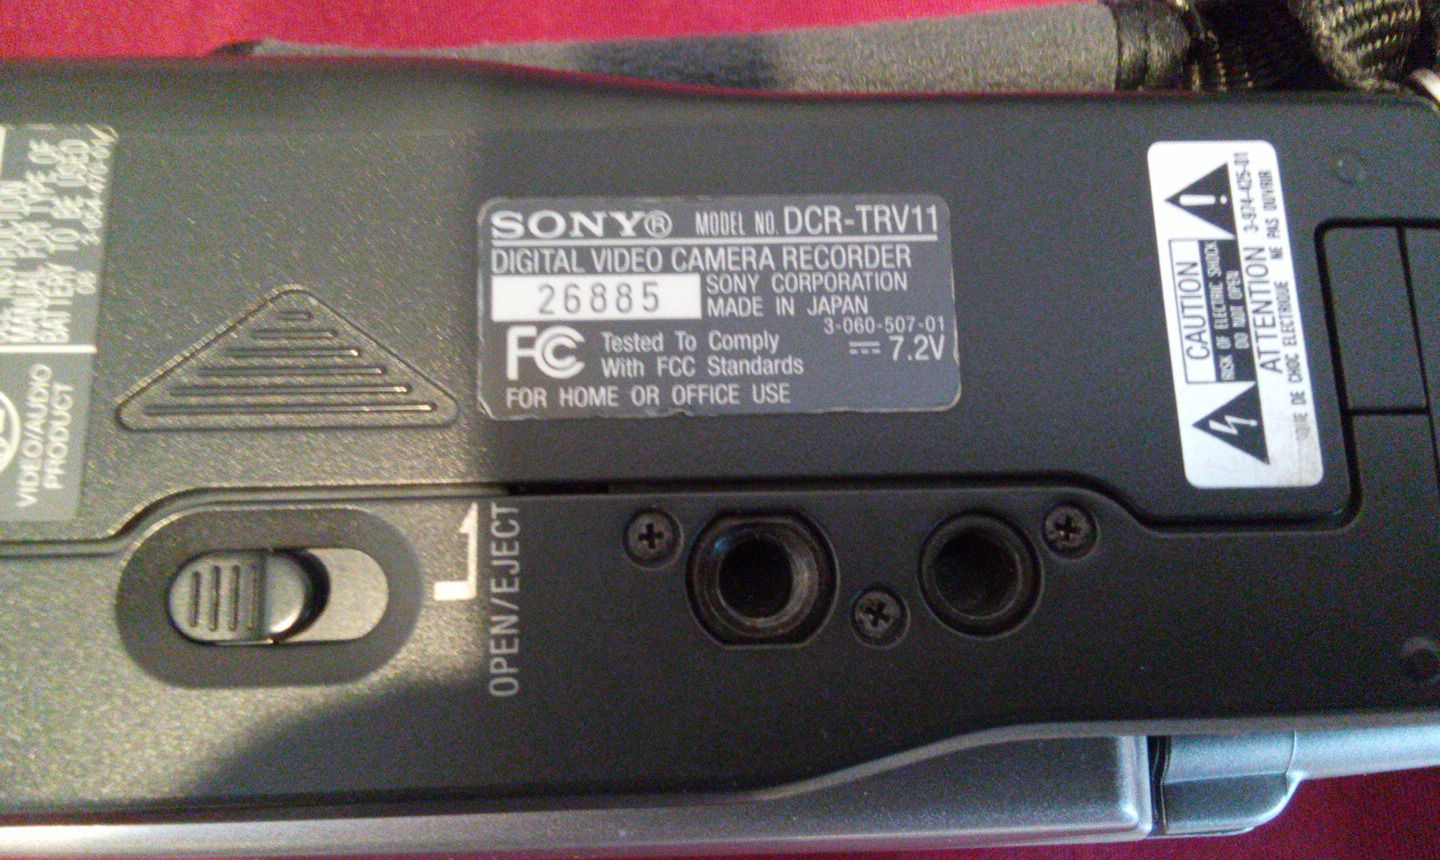 SONY® MODEL NO. DCR-TRV11
DIGITAL VIDEO CAMERA RECORDER
26885
SONY CORPORATION
MADE IN JAPAN
3-060-507-01
FC Tested To Comply
With FCC Standards
7.2V
FOR HOME OR OFFICE USE
CAUTION
RISK OF ELECTRIC SHOCK
DO NOT OPEN
ATTENTION 3-974-425-01
DE CHOC ELECTRIQUE NE PAS OUVRIR
MANUAL FOR TYPE OF
BATTERY TO BE USED
VIDEO/AUDIO
PRODUCT
OPEN/EJECT